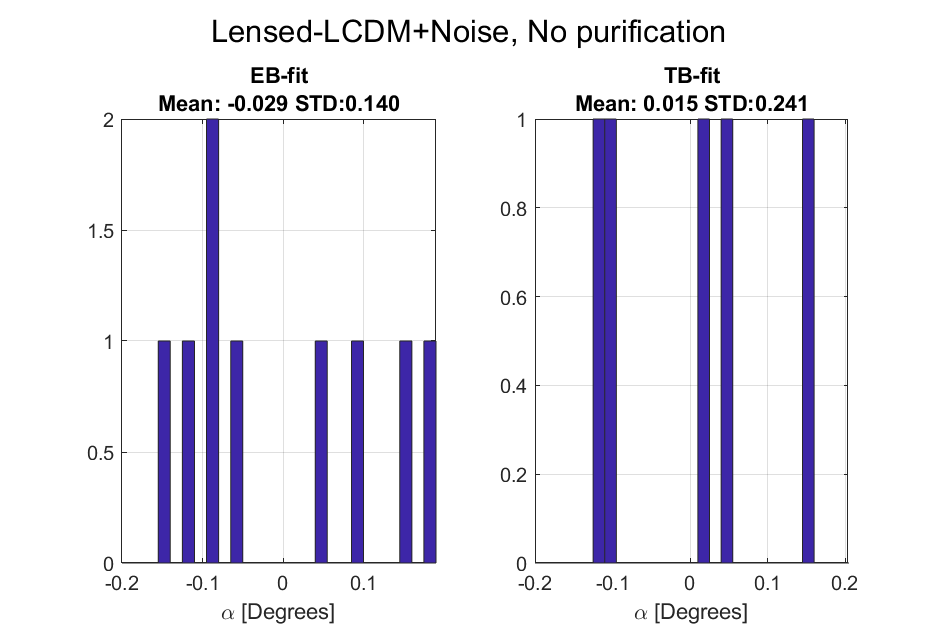 Lensed-LCDM+Noise, No purification
EB-fit
Mean: -0.029 STD:0.140
2
1.5
1
0.5
0
-0.2 -0.1 0 0.1
α [Degrees]
TB-fit
Mean: 0.015 STD:0.241
1
0.8
0.6
0.4
0.2
0
-0.2 -0.1 0 0.1 0.2
α [Degrees]